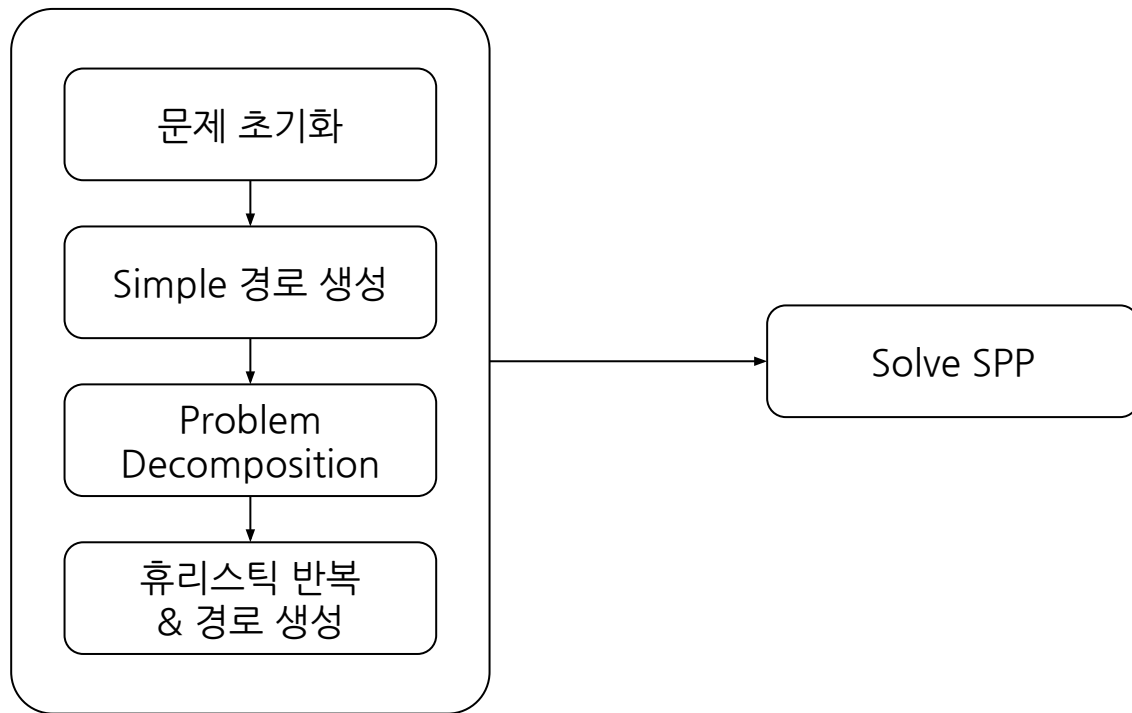 문제 초기화
Simple 경로 생성
Problem
Decomposition
휴리스틱 반복
& 경로 생성
Solve SPP